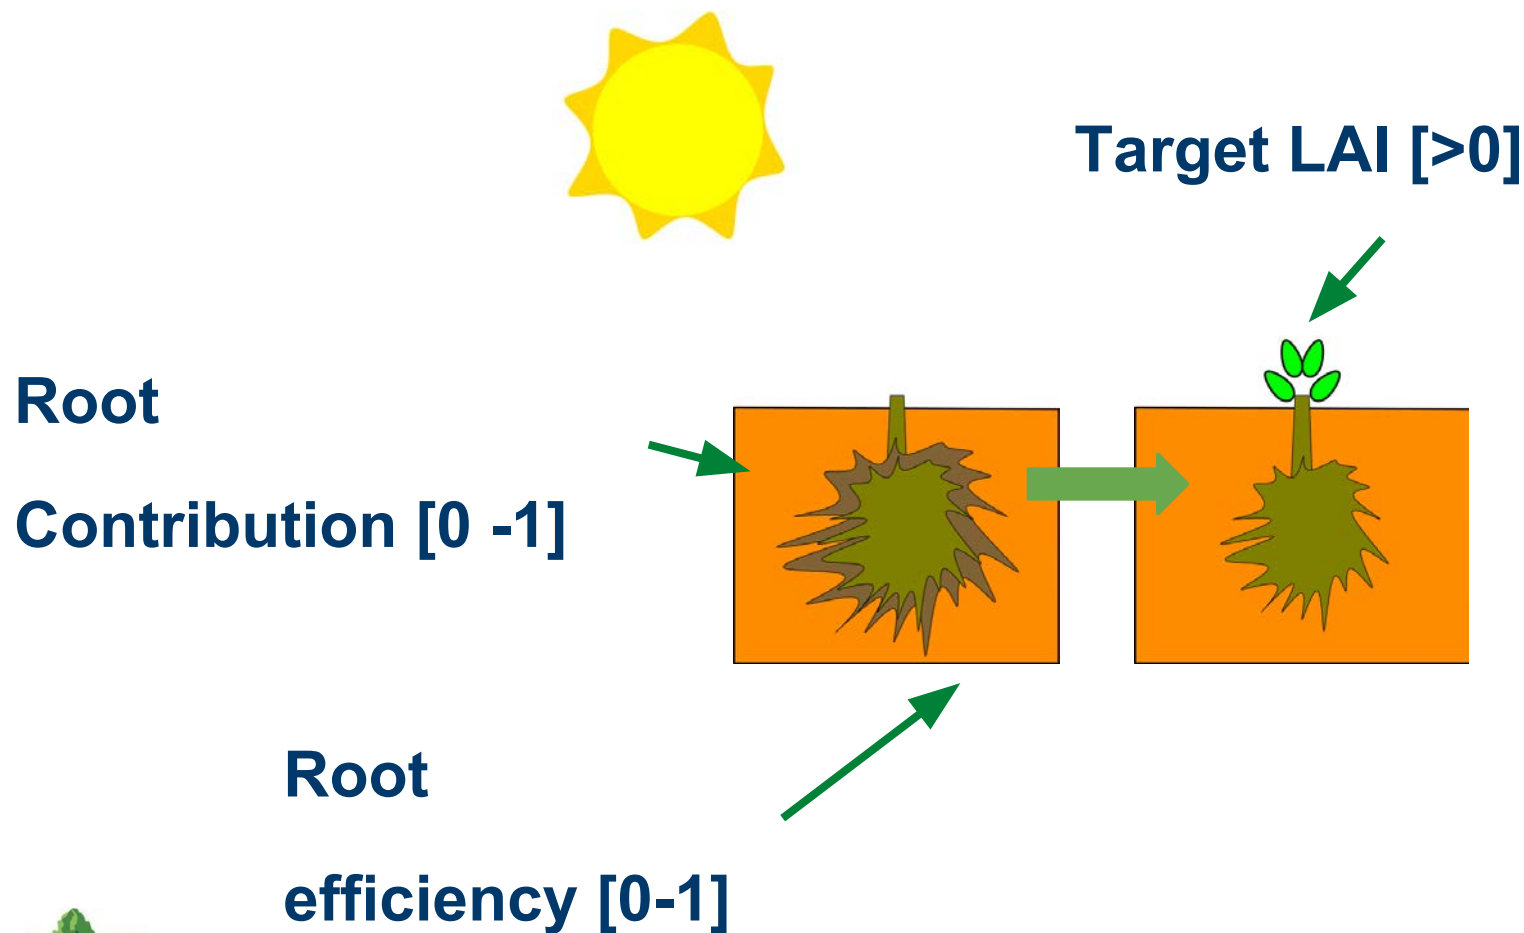 Target LAI [>0]
Root
Contribution [0 -1]
Root
efficiency [0-1]